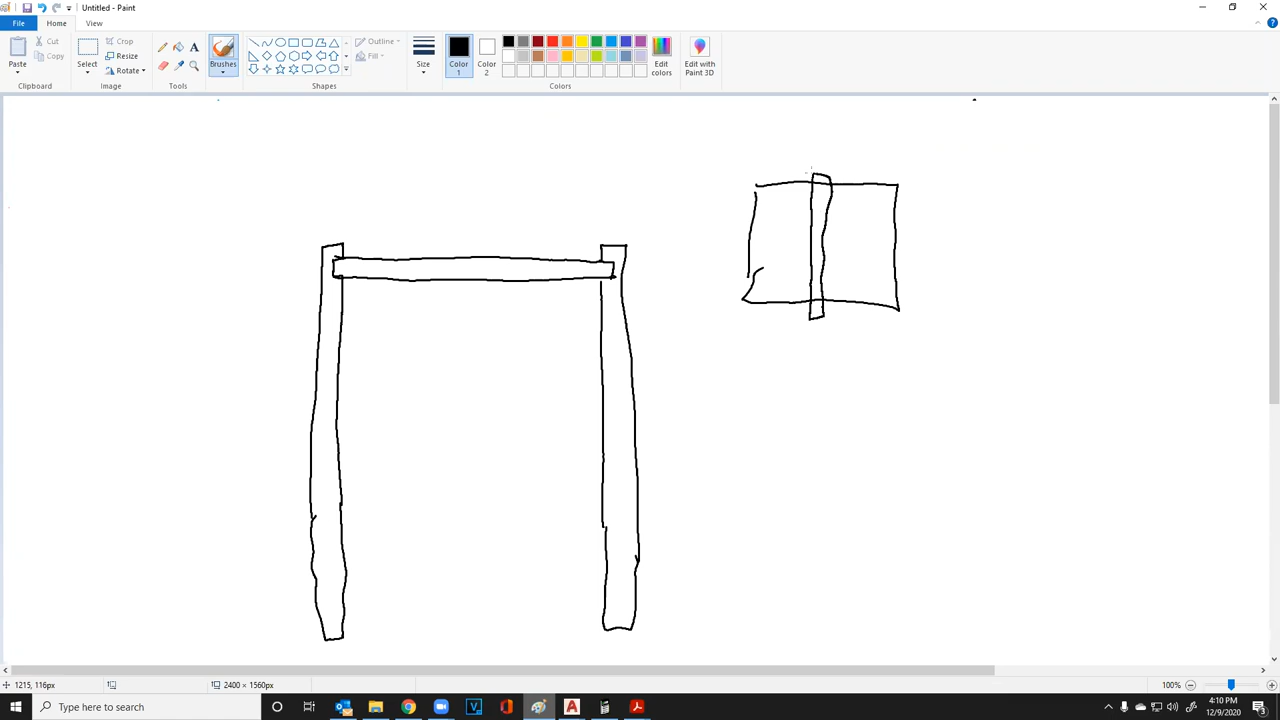 Untitled - Paint
File Home View
Paste
Cut
Copy
Clipboard
Select
Crop
Resize
Rotate
Image
Tools
Brushes
Shapes
Outline
Fill
Size
Color 1
Color 2
Edit colors
Colors
Edit with Paint 3D
1215, 116px
2400 × 1560px
100%
Type here to search
4:10 PM
12/9/2020